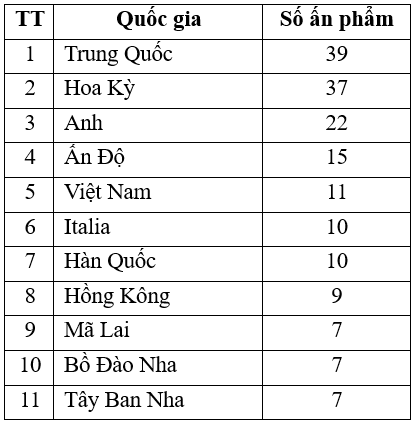 TT Quốc gia Số ấn phẩm
1 Trung Quốc 39
2 Hoa Kỳ 37
3 Anh 22
4 Ấn Độ 15
5 Việt Nam 11
6 Italia 10
7 Hàn Quốc 10
8 Hồng Kông 9
9 Mã Lai 7
10 Bồ Đào Nha 7
11 Tây Ban Nha 7